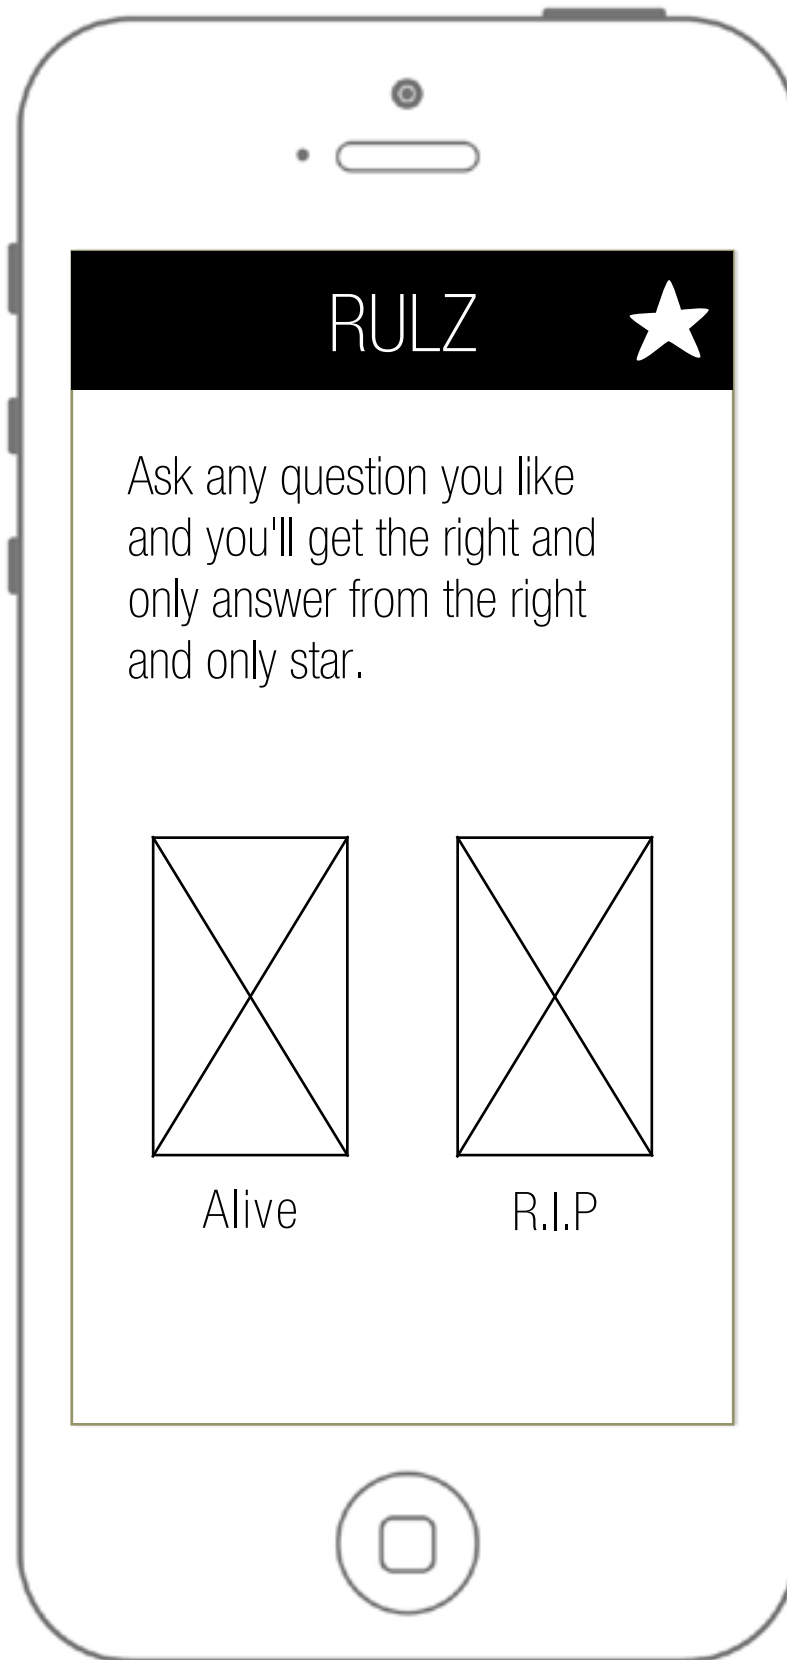 RULZ
Ask any question you like
and you'll get the right and
only answer from the right
and only star.
Alive
R.I.P